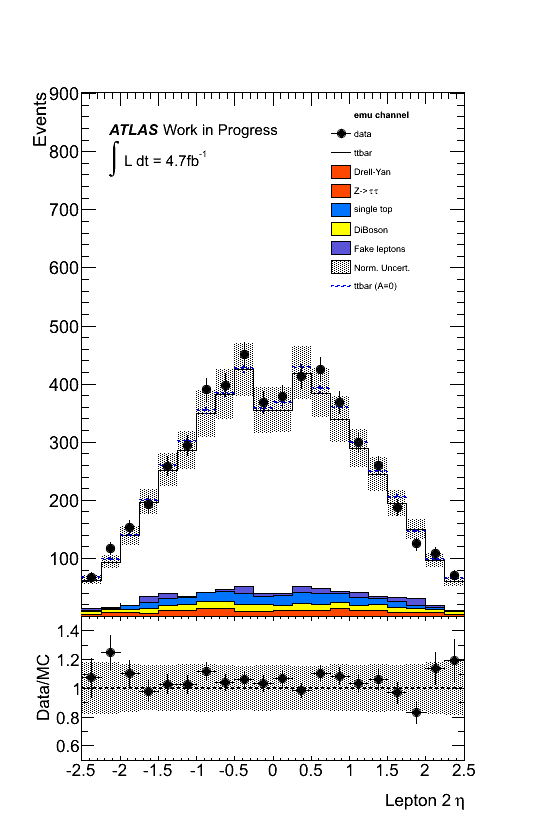 900
Events
emu channel
ATLAS Work in Progress
data
800
ttbar
∫ L dt = 4.7fb⁻¹
Drell-Yan
Z->ττ
700
single top
DiBoson
Fake leptons
600
Norm. Uncert.
ttbar (A=0)
500
400
300
200
100
1.4
1.2
Data/MC
1
0.8
0.6
-2.5 -2 -1.5 -1 -0.5 0 0.5 1 1.5 2 2.5
Lepton 2 η